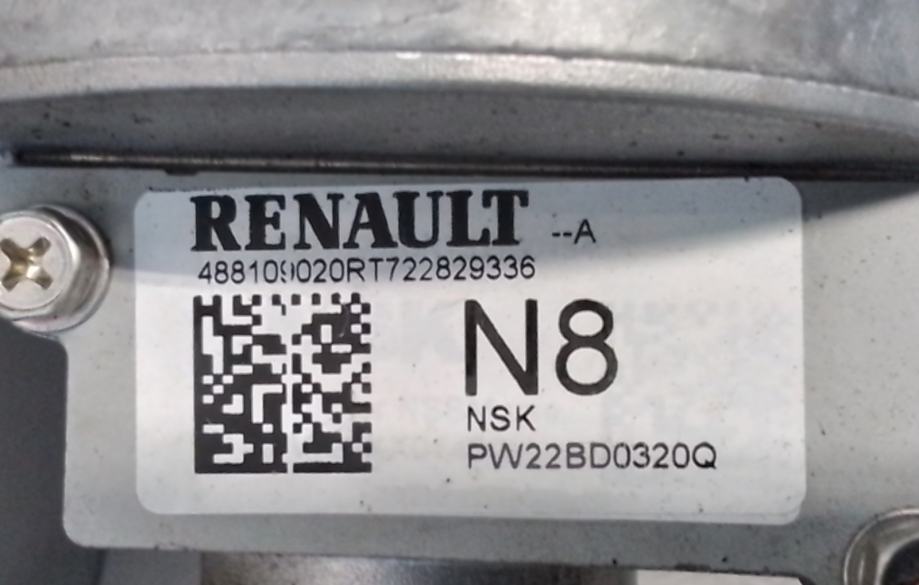 RENAULT --A
488109020RT722829336
N8
NSK
PW22BD0320Q